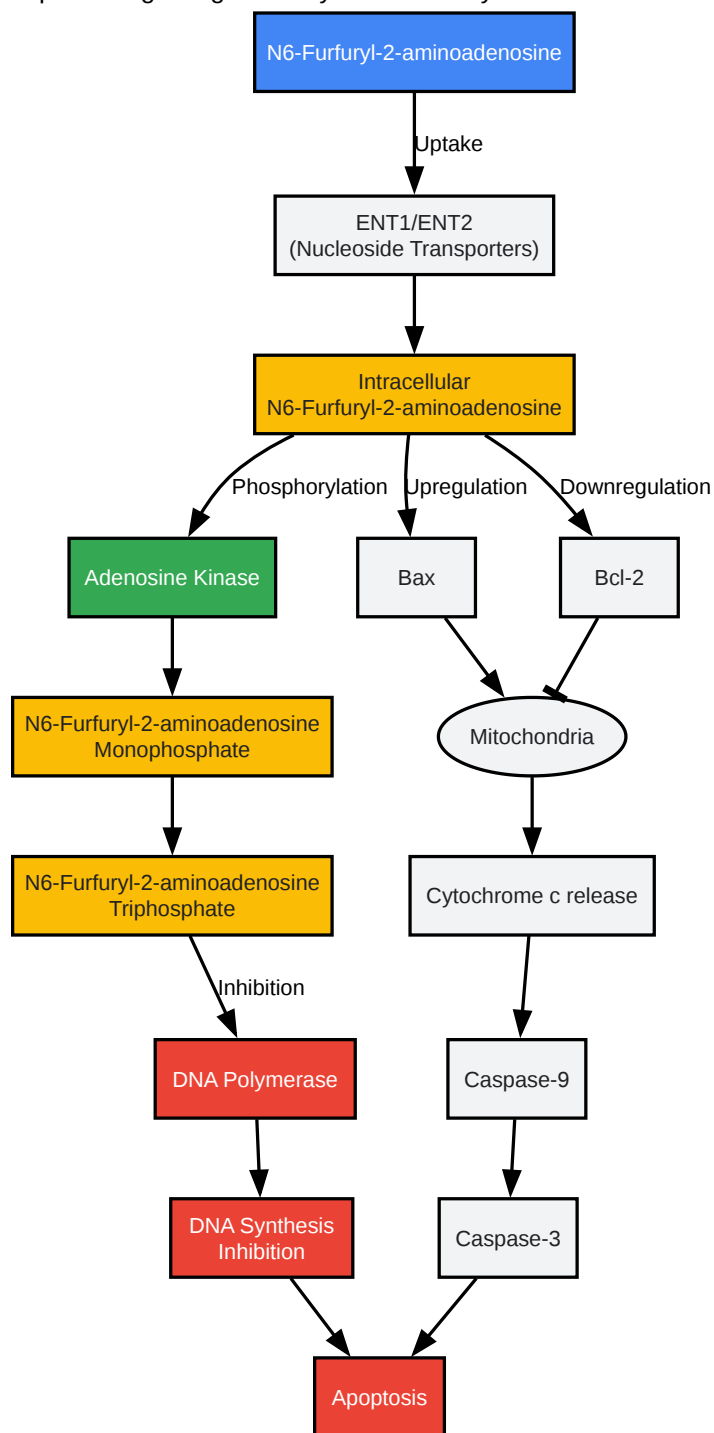 N6-Furfuryl-2-aminoadenosine
Uptake
ENT1/ENT2
(Nucleoside Transporters)
Intracellular
N6-Furfuryl-2-aminoadenosine
Phosphorylation
Upregulation
Downregulation
Adenosine Kinase
Bax
Bcl-2
N6-Furfuryl-2-aminoadenosine
Monophosphate
Mitochondria
N6-Furfuryl-2-aminoadenosine
Triphosphate
Cytochrome c release
Inhibition
DNA Polymerase
Caspase-9
DNA Synthesis
Inhibition
Caspase-3
Apoptosis